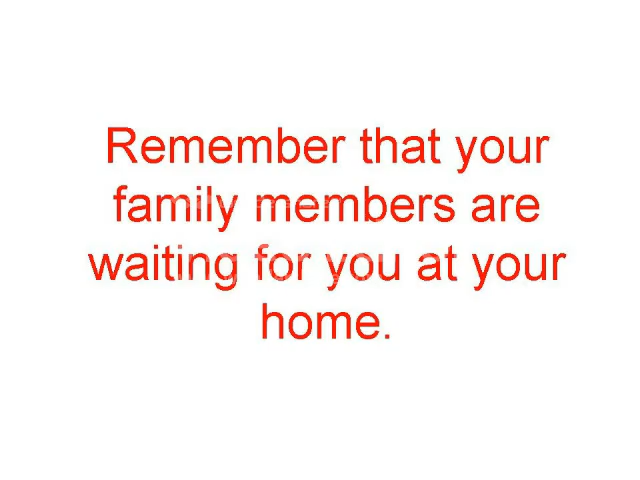 Remember that your
family members are
waiting for you at your
home.